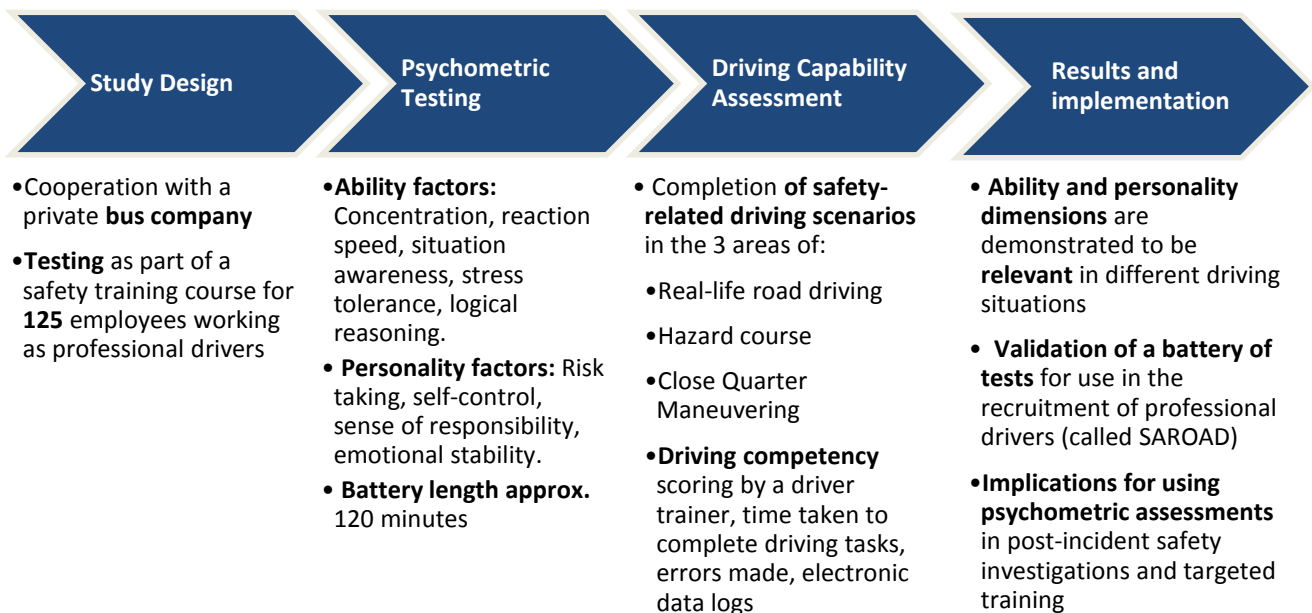 Study Design
•Cooperation with a
private bus company
•Testing as part of a
safety training course for
125 employees working
as professional drivers
Psychometric
Testing
•Ability factors:
Concentration, reaction
speed, situation
awareness, stress
tolerance, logical
reasoning.
• Personality factors: Risk
taking, self-control,
sense of responsibility,
emotional stability.
• Battery length approx.
120 minutes
Driving Capability
Assessment
• Completion of safety-
related driving scenarios
in the 3 areas of:
•Real-life road driving
•Hazard course
•Close Quarter
Maneuvering
•Driving competency
scoring by a driver
trainer, time taken to
complete driving tasks,
errors made, electronic
data logs
Results and
implementation
• Ability and personality
dimensions are
demonstrated to be
relevant in different driving
situations
• Validation of a battery of
tests for use in the
recruitment of professional
drivers (called SAROAD)
•Implications for using
psychometric assessments
in post-incident safety
investigations and targeted
training